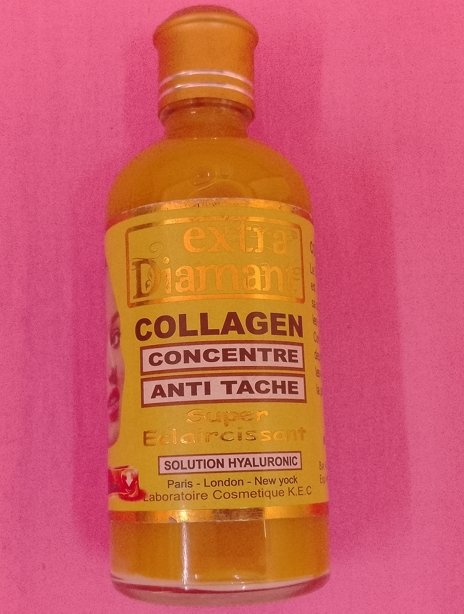 extra
Diamant
COLLAGEN
CONCENTRE
ANTI TACHE
Super
Eclaircissant
SOLUTION HYALURONIC
Paris - London - New yock
Laboratoire Cosmetique K.E.C